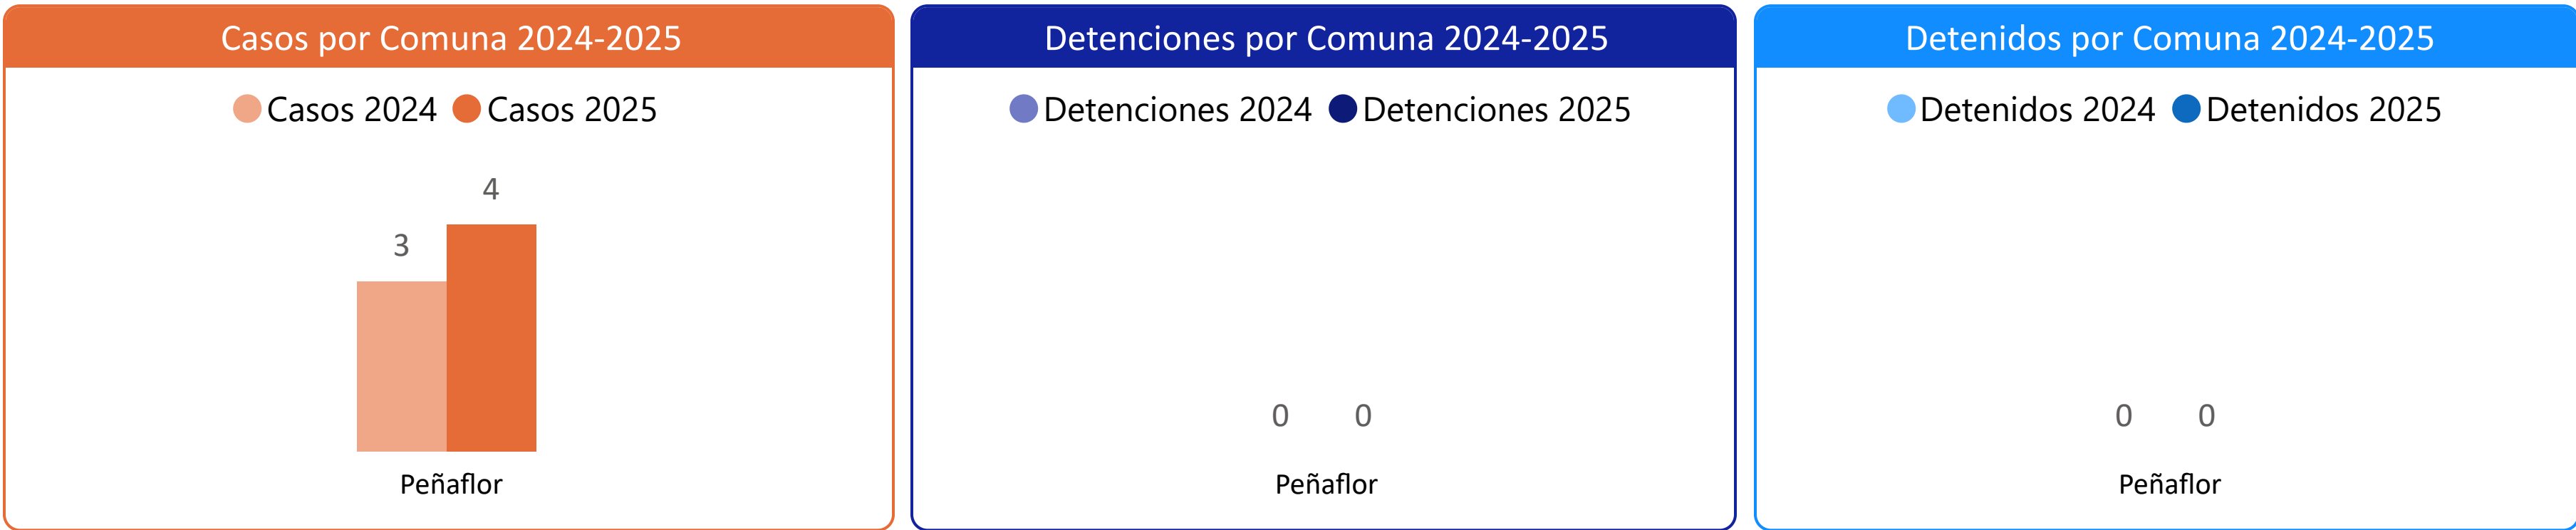 Casos por Comuna 2024-2025
Casos 2024 Casos 2025
3
4
Peñaflor
Detenciones por Comuna 2024-2025
Detenciones 2024 Detenciones 2025
0 0
Peñaflor
Detenidos por Comuna 2024-2025
Detenidos 2024 Detenidos 2025
0 0
Peñaflor